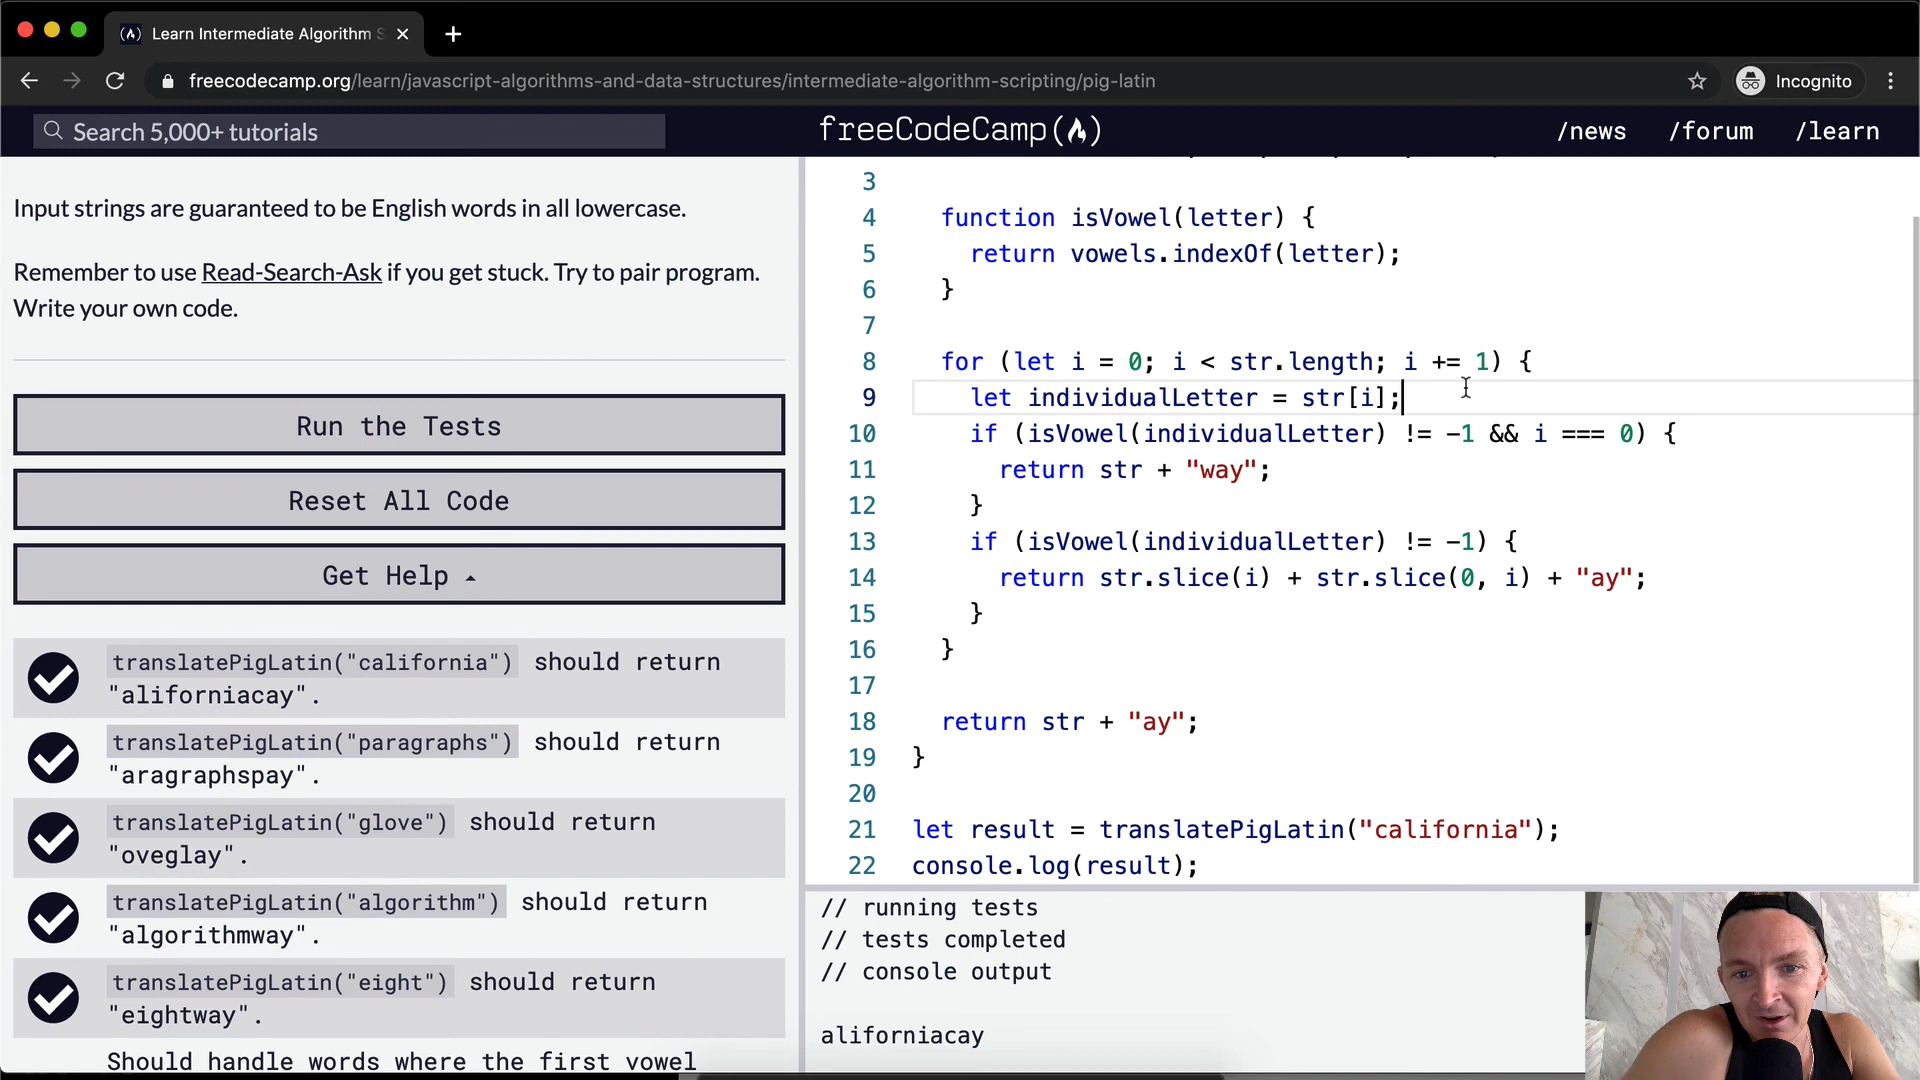 Learn Intermediate Algorithm S
freecodecamp.org/learn/javascript-algorithms-and-data-structures/intermediate-algorithm-scripting/pig-latin
Incognito
Search 5,000+ tutorials
freeCodeCamp
/news /forum /learn
Input strings are guaranteed to be English words in all lowercase.
Remember to use Read-Search-Ask if you get stuck. Try to pair program.
Write your own code.
Run the Tests
Reset All Code
Get Help
translatePigLatin("california") should return
"aliforniacay".
translatePigLatin("paragraphs") should return
"aragraphspay".
translatePigLatin("glove") should return
"oveglay".
translatePigLatin("algorithm") should return
"algorithmway".
translatePigLatin("eight") should return
"eightway".
Should handle words where the first vowel
3
4 function isVowel(letter) {
5 return vowels.indexOf(letter);
6 }
7
8 for (let i = 0; i < str.length; i += 1) {
9 let individualLetter = str[i];
10 if (isVowel(individualLetter) != -1 && i === 0) {
11 return str + "way";
12 }
13 if (isVowel(individualLetter) != -1) {
14 return str.slice(i) + str.slice(0, i) + "ay";
15 }
16 }
17
18 return str + "ay";
19 }
20
21 let result = translatePigLatin("california");
22 console.log(result);
// running tests
// tests completed
// console output
aliforniacay